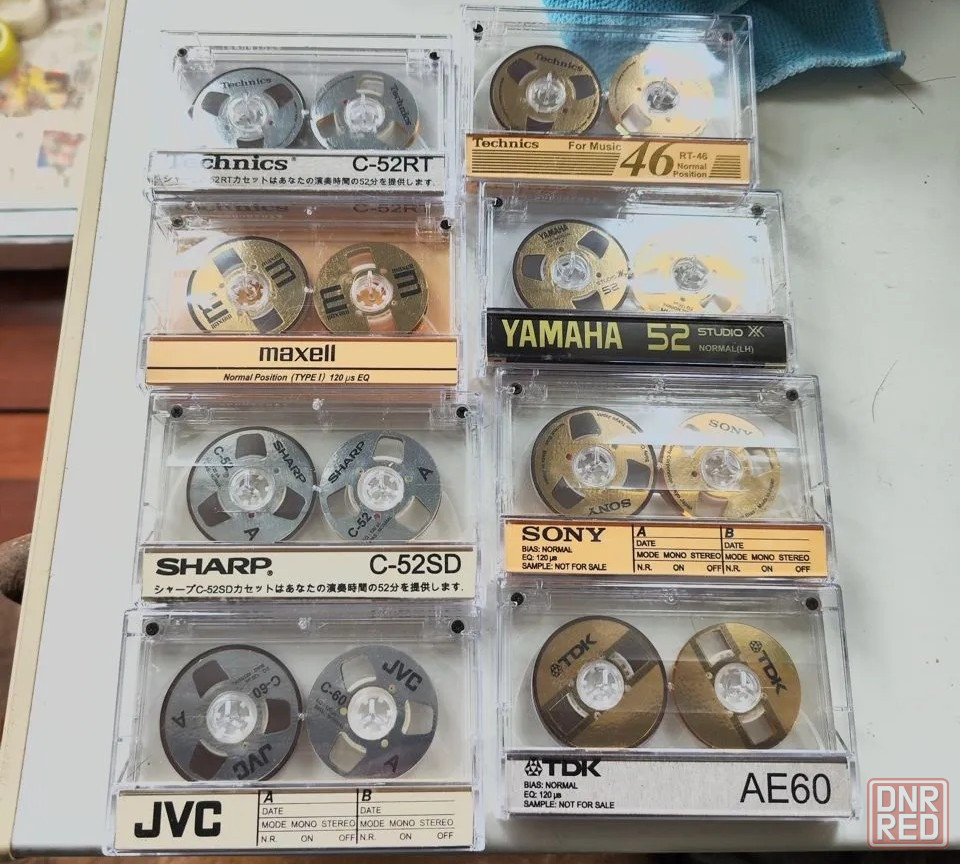 Technics
Technics
Technics C-52RT
52RTカセットはあなたの演奏時間の52分を提供します.
Technics
Technics For Music 46 RT-46
Normal
Position
maxell
maxell
maxell
Normal Position (TYPE I) 120 µs EQ
YAMAHA
52
YAMAHA 52 STUDIO
NORMAL(LH)
C-52
SHARP
A
SHARP
A
C-52
SHARP® C-52SD
シャープC-52SDカセットはあなたの演奏時間の52分を提供します.
SONY
SONY
SONY
BIAS: NORMAL
EQ: 120 µs
SAMPLE: NOT FOR SALE
A B
DATE DATE
MODE MONO STEREO MODE MONO STEREO
N.R. ON OFF N.R. ON OFF
C-60
A
JVC
JVC
C-60
A
JVC
A B
DATE DATE
MODE MONO STEREO MODE MONO STEREO
N.R. ON OFF N.R. ON OFF
TDK
TDK
TDK
BIAS: NORMAL
EQ: 120 µs
SAMPLE: NOT FOR SALE
AE60
DNR
RED